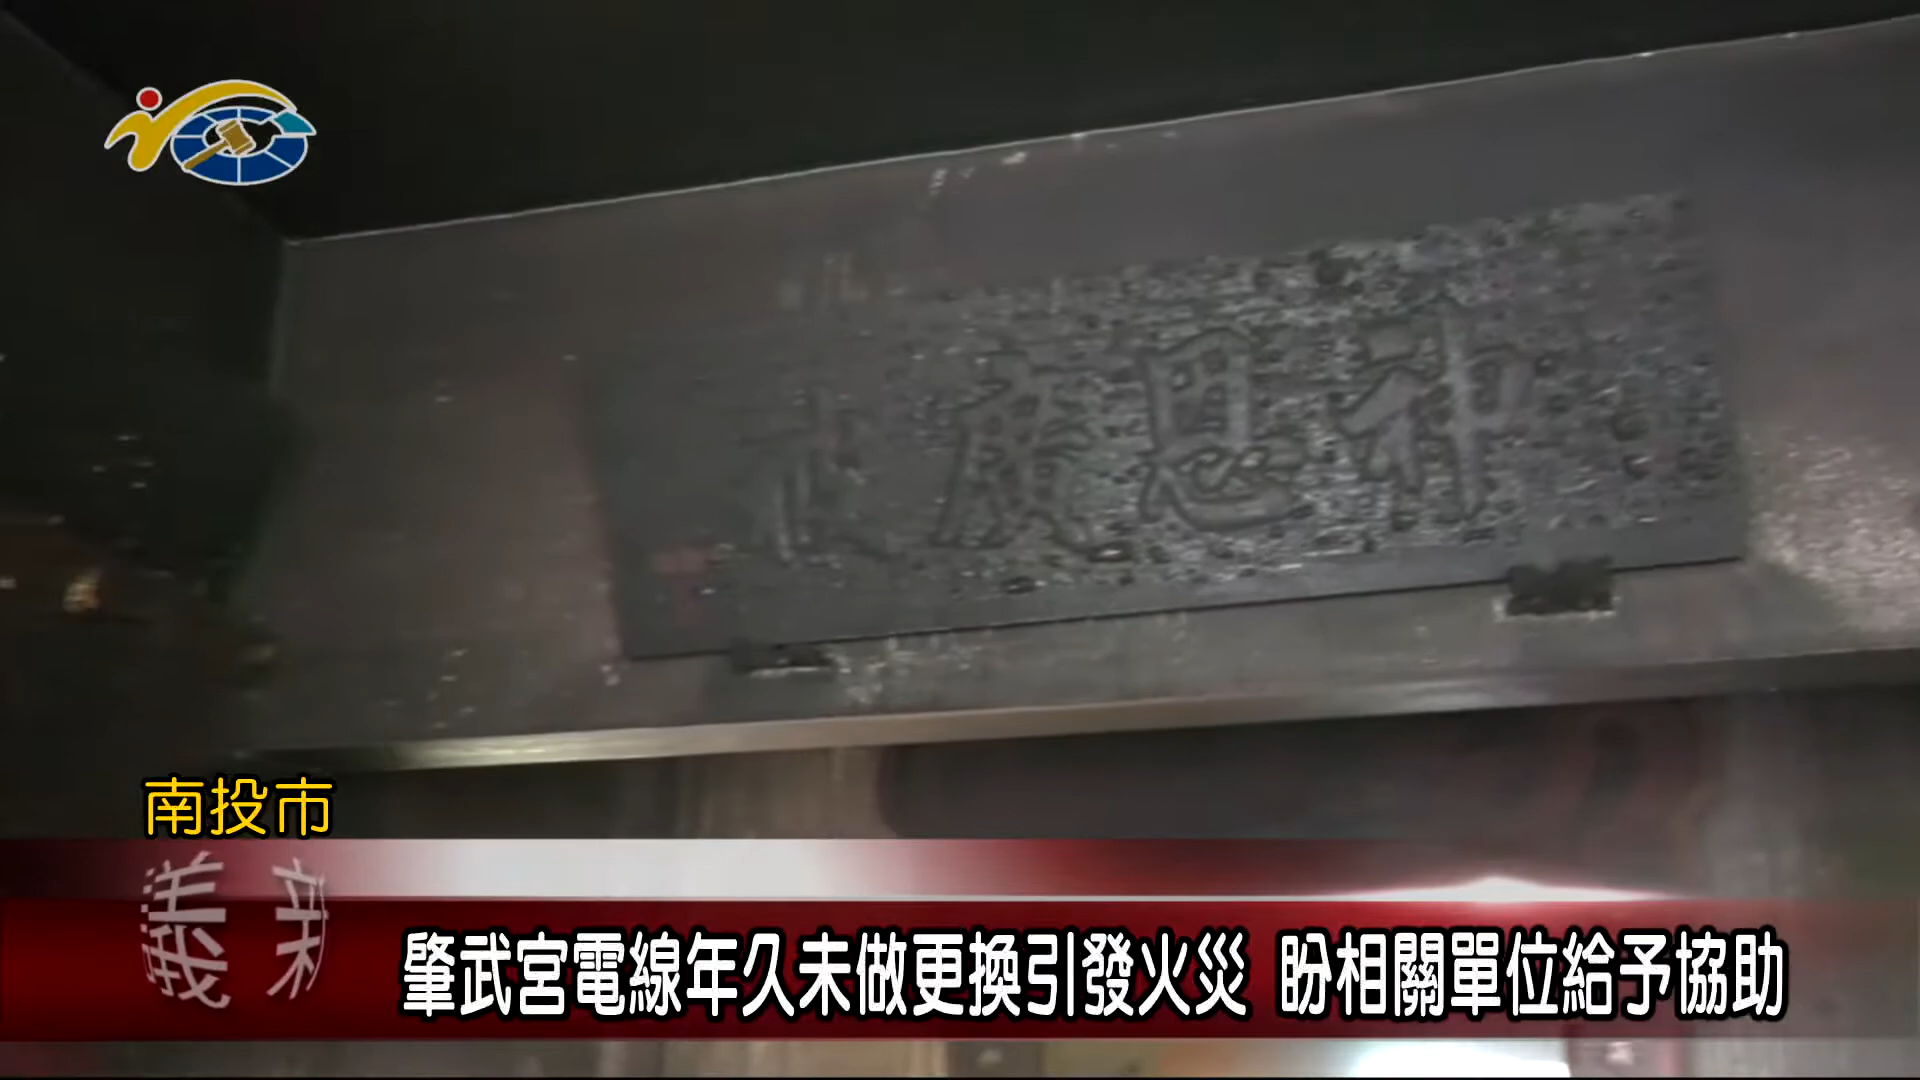 神恩廣被
南投市
肇武宮電線年久未做更換引發火災 盼相關單位給予協助